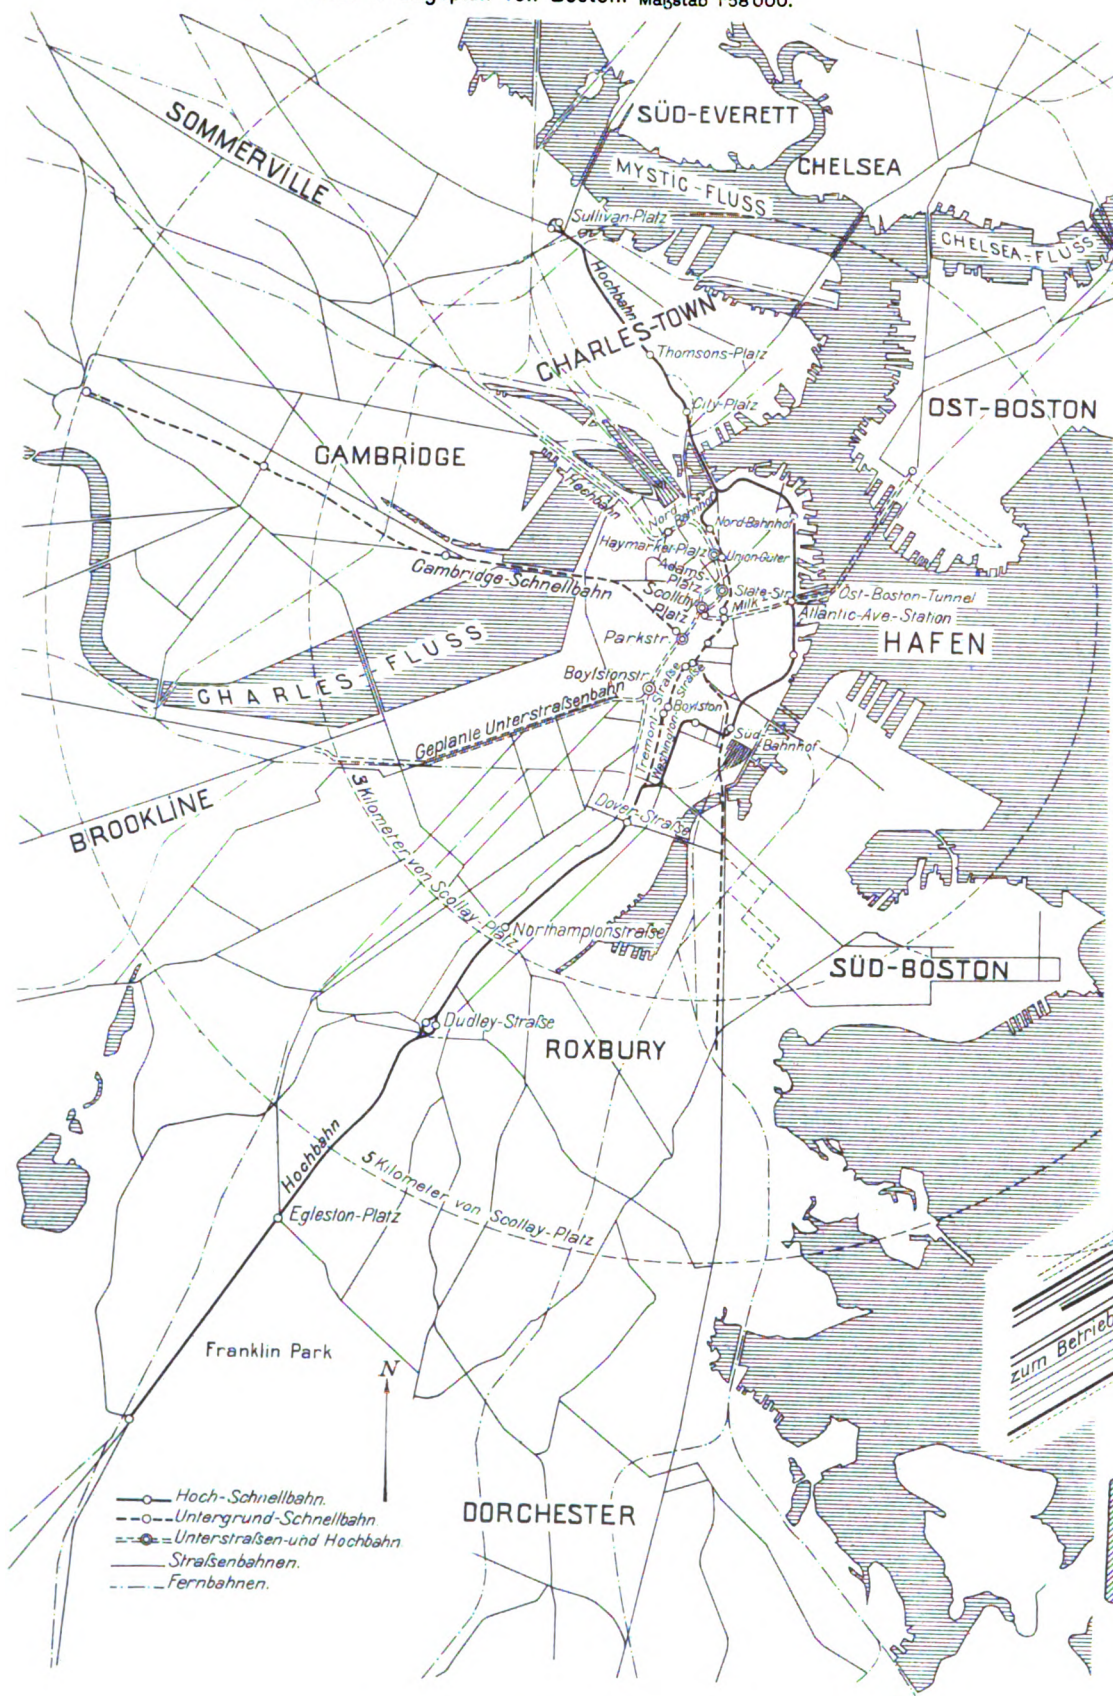 plan von Boston. Maßstab 1:58000.
SÜD-EVERETT
SOMMERVILLE
CHELSEA
MYSTIC-FLUSS
Sullivan-Platz
CHELSEA-FLUSS
Hochbahn
CHARLES-TOWN
Thomsons-Platz
City-Platz
OST-BOSTON
CAMBRIDGE
Hochbahn
Nord-
Bahnhof
Nord-Bahnhof
Haymarket-Platz
Union-Güter
Adams-
Platz
Cambridge-Schnellbahn
Scollay
Platz
State-Str.
Milk
Ost-Boston-Tunnel
Atlantic-Ave.-Station
Parkstr.
HAFEN
CHARLES-FLUSS
Boylstonstr.
Straße
Straße
Boylston
Geplante Unterstraßenbahn
Tremont-
Washington-
Süd-
Bahnhof
BROOKLINE
3 Kilometer von Scollay-Platz
Dover-Straße
Northamptonstraße
SÜD-BOSTON
Dudley-Straße
ROXBURY
Hochbahn
5 Kilometer von Scollay-Platz
Egleston-Platz
Franklin Park
N
zum Betrieb
Hoch-Schnellbahn.
Untergrund-Schnellbahn
Unterstraßen-und Hochbahn
Straßenbahnen.
Fernbahnen.
DORCHESTER